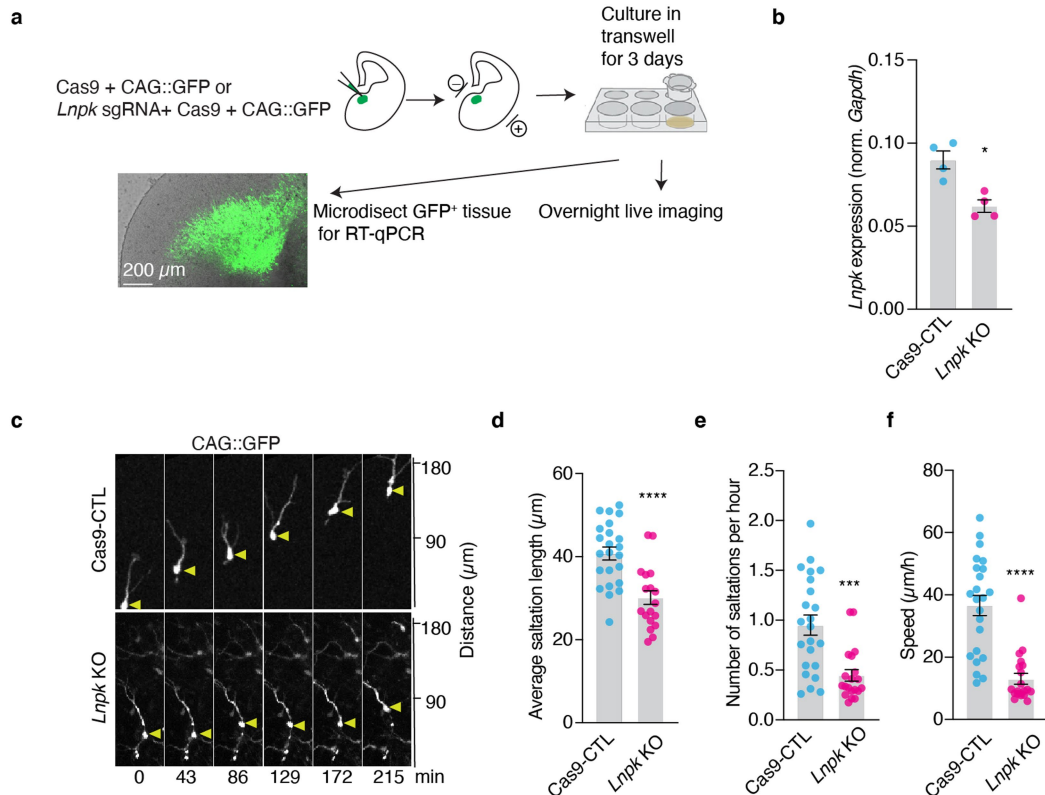 a
Cas9 + CAG::GFP or
Lnpk sgRNA+ Cas9 + CAG::GFP
−
+
Culture in
transwell
for 3 days
Microdisect GFP⁺ tissue
for RT-qPCR
Overnight live imaging
200 µm
b
Lnpk expression (norm. Gapdh)
0.15
0.10
0.05
0.00
*
Cas9-CTL
Lnpk KO
c
CAG::GFP
Cas9-CTL
Lnpk KO
180
90
180
90
Distance (µm)
0 43 86 129 172 215 min
d
Average saltation length (µm)
60
40
20
0
****
Cas9-CTL
Lnpk KO
e
Number of saltations per hour
2.5
2.0
1.5
1.0
0.5
0.0
***
Cas9-CTL
Lnpk KO
f
Speed (µm/h)
80
60
40
20
0
****
Cas9-CTL
Lnpk KO